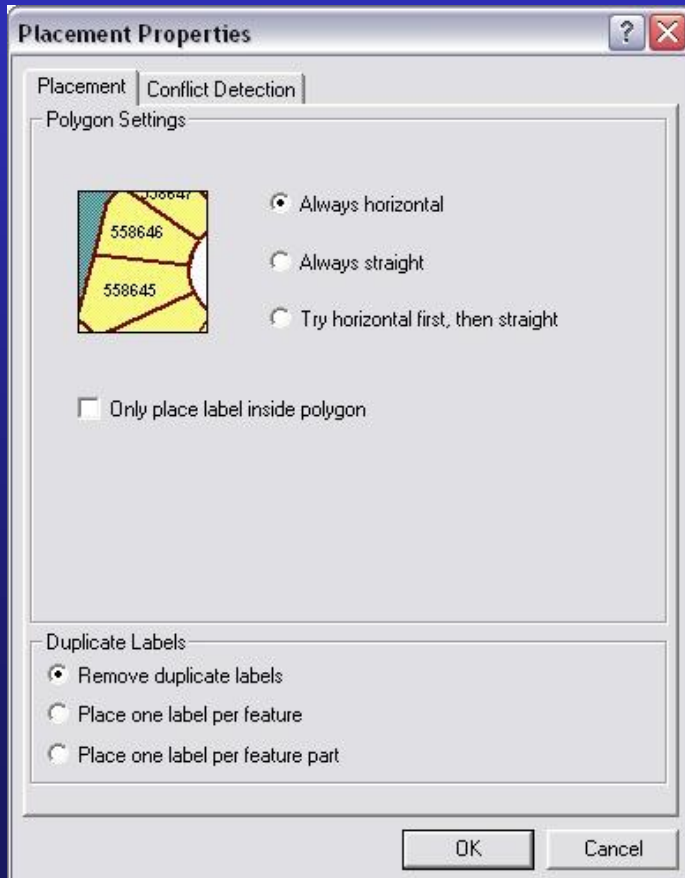 Placement Properties
?
Placement
Conflict Detection
Polygon Settings
558647
558646
558645
Always horizontal
Always straight
Try horizontal first, then straight
Only place label inside polygon
Duplicate Labels
Remove duplicate labels
Place one label per feature
Place one label per feature part
OK
Cancel